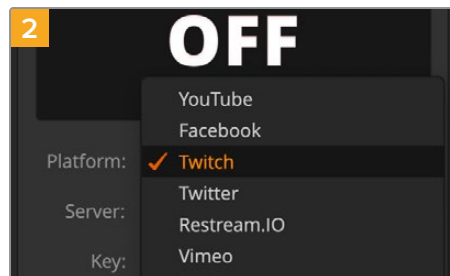 2
OFF
YouTube
Facebook
Platform: Twitch
Twitter
Server:
Restream.IO
Key: Vimeo